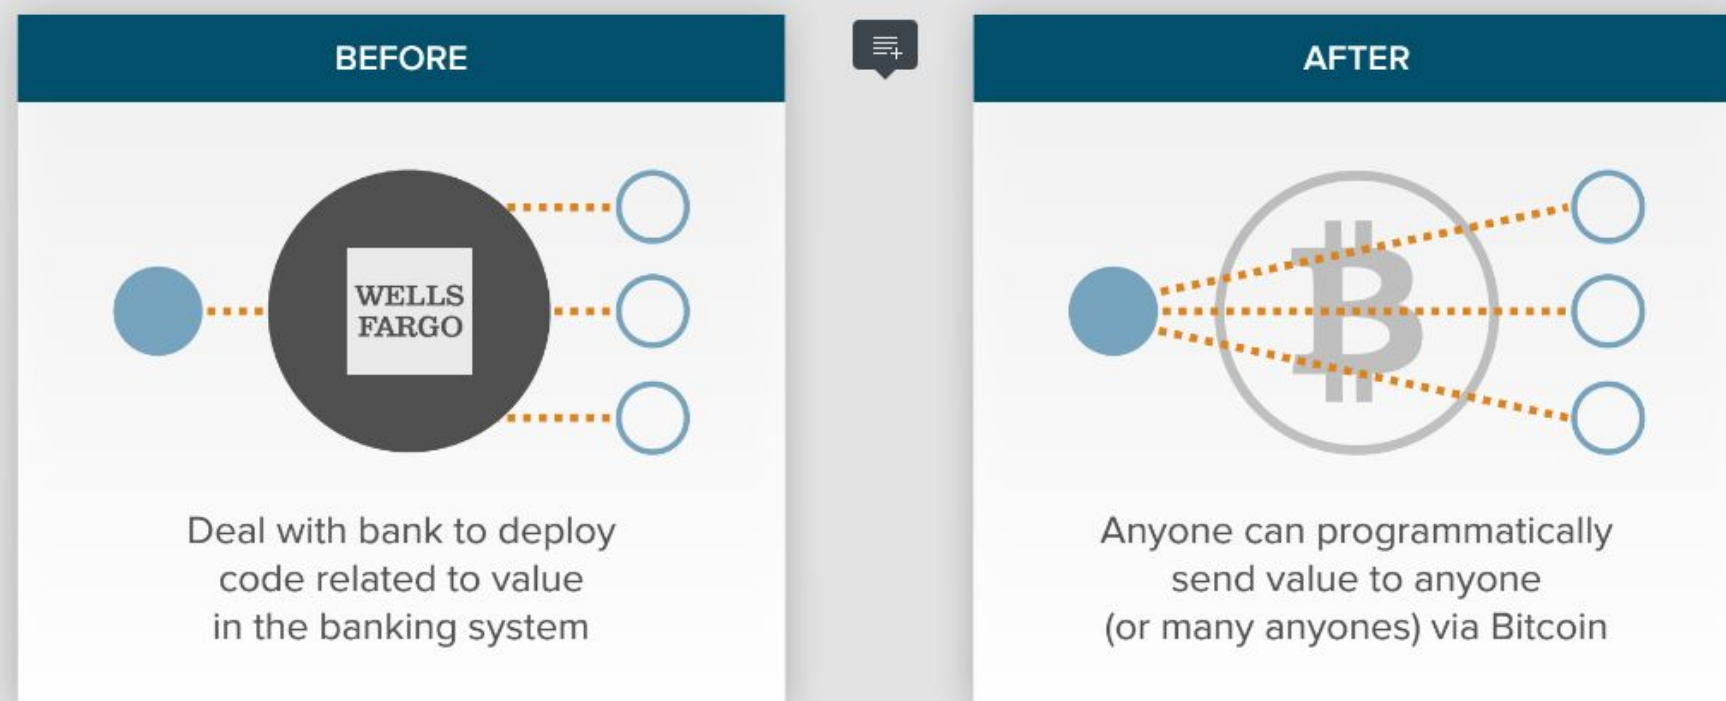 BEFORE
WELLS
FARGO
Deal with bank to deploy
code related to value
in the banking system
AFTER
Anyone can programmatically
send value to anyone
(or many anyones) via Bitcoin